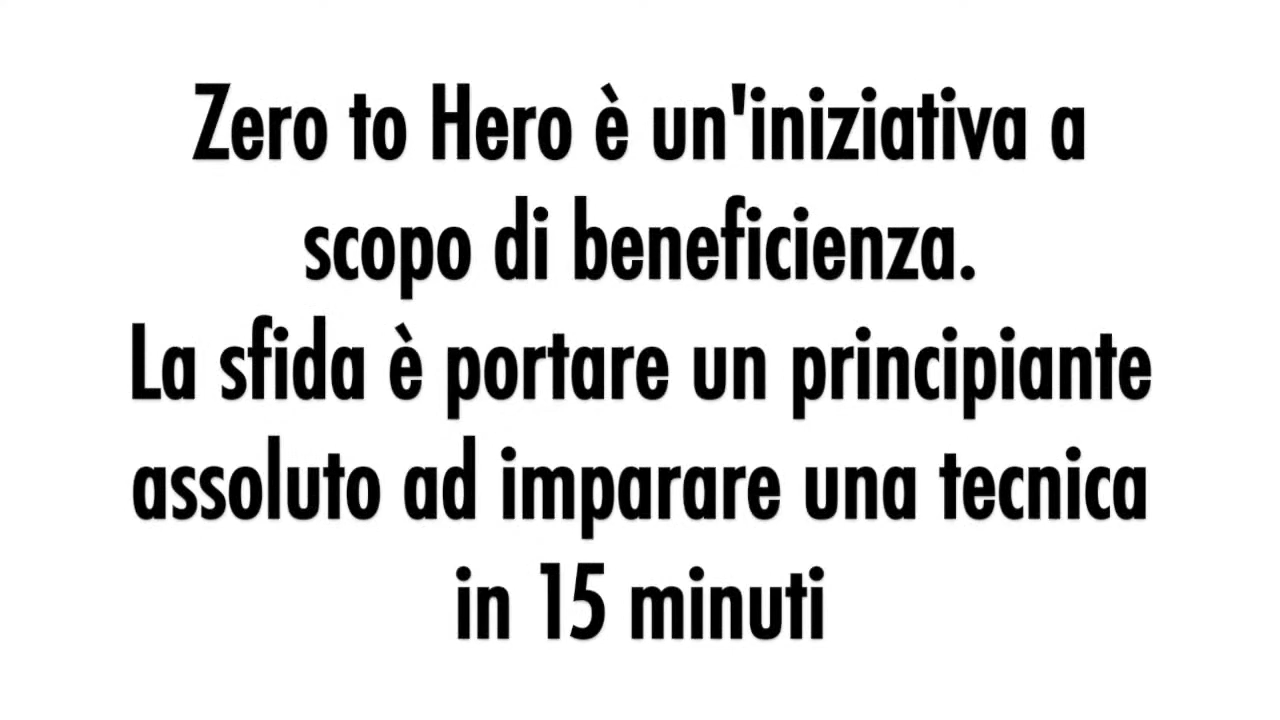 Zero to Hero è un'iniziativa a
scopo di beneficienza.
La sfida è portare un principiante
assoluto ad imparare una tecnica
in 15 minuti